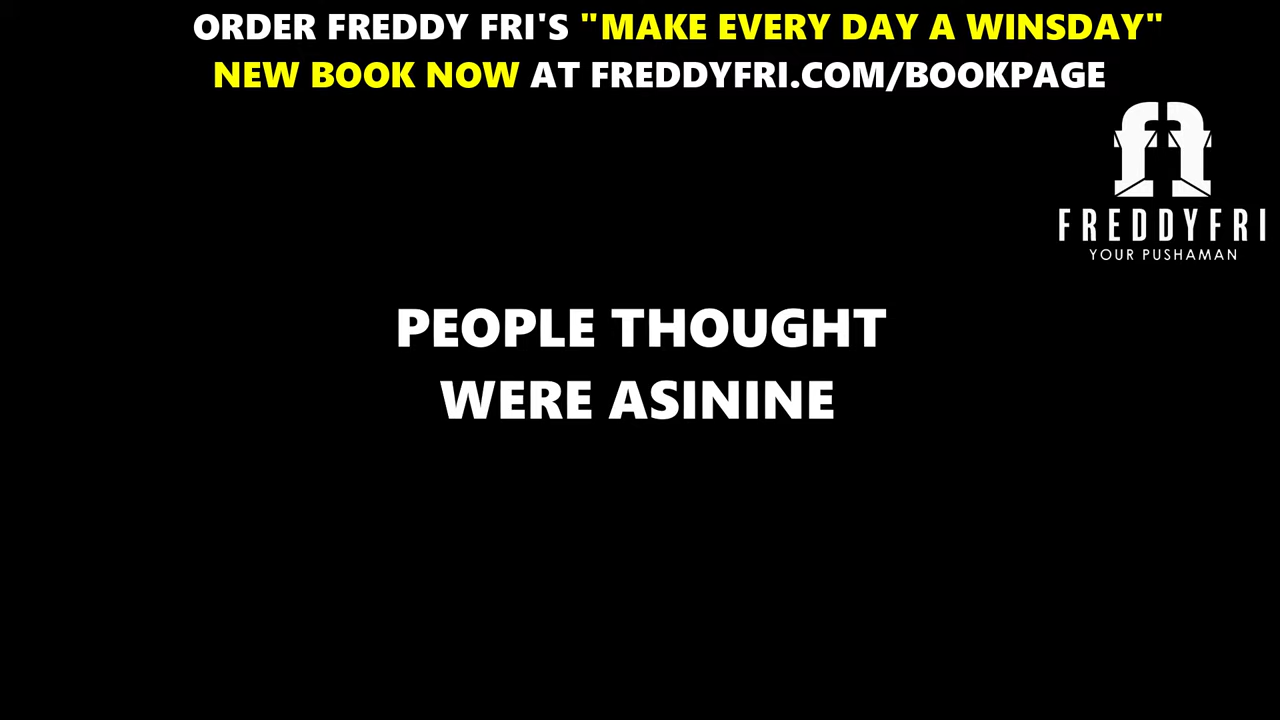 ORDER FREDDY FRI'S "MAKE EVERY DAY A WINSDAY"
NEW BOOK NOW AT FREDDYFRI.COM/BOOKPAGE
FREDDYFRI
YOUR PUSHAMAN
PEOPLE THOUGHT
WERE ASININE